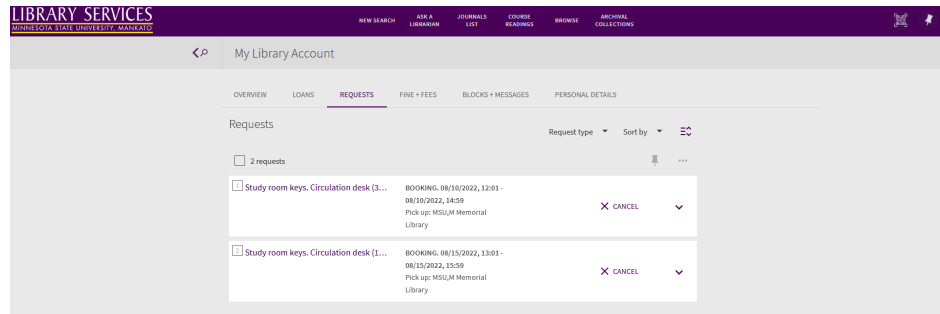 LIBRARY SERVICES
MINNESOTA STATE UNIVERSITY, MANKATO
NEW SEARCH
ASK A
LIBRARIAN
JOURNALS
LIST
COURSE
READINGS
BROWSE
ARCHIVAL
COLLECTIONS
My Library Account
OVERVIEW
LOANS
REQUESTS
FINE + FEES
BLOCKS + MESSAGES
PERSONAL DETAILS
Requests
Request type
Sort by
2 requests
1
Study room keys. Circulation desk (3...
BOOKING. 08/10/2022, 12:01 -
08/10/2022, 14:59
Pick up: MSU,M Memorial
Library
CANCEL
2
Study room keys. Circulation desk (1...
BOOKING. 08/15/2022, 13:01 -
08/15/2022, 15:59
Pick up: MSU,M Memorial
Library
CANCEL